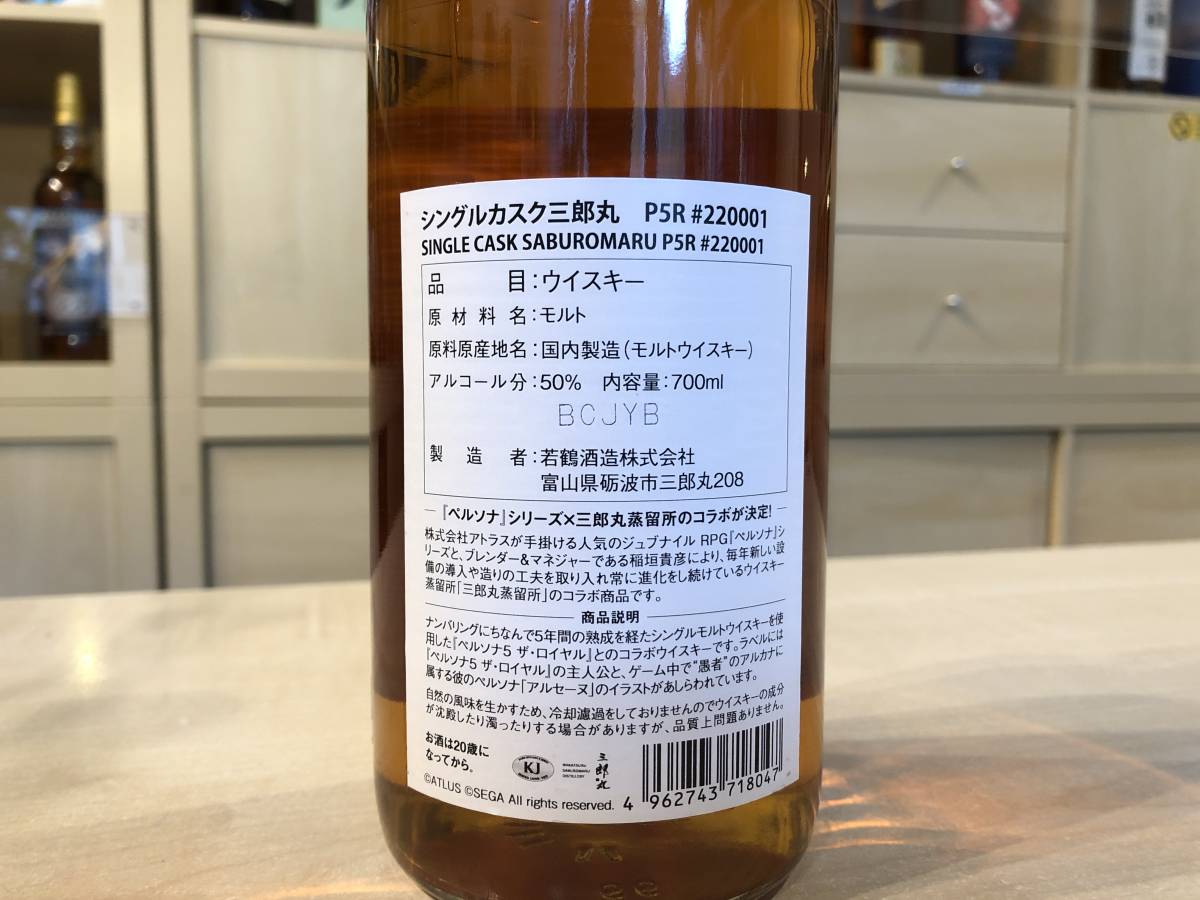 シングルカスク三郎丸 P5R #220001
SINGLE CASK SABUROMARU P5R #220001
品目：ウイスキー
原材料名：モルト
原料原産地名：国内製造（モルトウイスキー）
アルコール分：50% 内容量：700ml
BCJYB
製造者：若鶴酒造株式会社
富山県砺波市三郎丸208
『ペルソナ』シリーズ×三郎丸蒸留所のコラボが決定！
株式会社アトラスが手掛ける人気のジュブナイル RPG『ペルソナ』シ
リーズと、ブレンダー&マネジャーである稲垣貴彦により、毎年新しい設
備の導入や造りの工夫を取り入れ常に進化をし続けているウイスキー
蒸留所「三郎丸蒸留所」のコラボ商品です。
商品説明
ナンバリングにちなんで5年間の熟成を経たシングルモルトウイスキーを使
用した『ペルソナ5 ザ・ロイヤル』とのコラボウイスキーです。ラベルには
『ペルソナ5 ザ・ロイヤル』の主人公と、ゲーム中で“愚者”のアルカナに
属する彼のペルソナ「アルセーヌ」のイラストがあしらわれています。
自然の風味を生かすため、冷却濾過をしておりませんのでウイスキーの成分
が沈殿したり濁ったりする場合がありますが、品質上問題ありません。
お酒は20歳に
なってから。
KJ
WAKATSURU
SABUROMARU
DISTILLERY
三郎丸
©ATLUS ©SEGA All rights reserved.
4 962743 718047